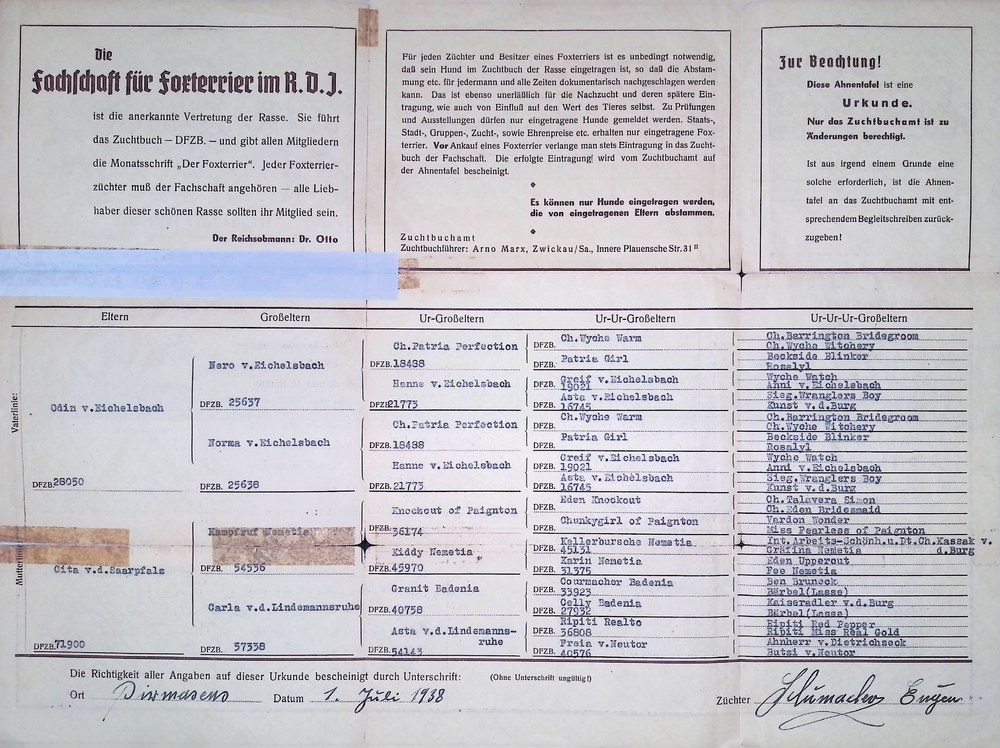 Die
Fachschaft für Foxterrier im R.D.J.
ist die anerkannte Vertretung der Rasse. Sie führt
das Zuchtbuch — DFZB. — und gibt allen Mitgliedern
die Monatsschrift „Der Foxterrier“. Jeder Foxterrier-
züchter muß der Fachschaft angehören — alle Lieb-
haber dieser schönen Rasse sollten ihr Mitglied sein.
Der Reichsobmann: Dr. Otto
Für jeden Züchter und Besitzer eines Foxterriers ist es unbedingt notwendig,
daß sein Hund im Zuchtbuch der Rasse eingetragen ist, so daß die Abstam-
mung etc. für jedermann und alle Zeiten dokumentarisch nachgeschlagen werden
kann. Das ist ebenso unerläßlich für die Nachzucht und deren spätere Ein-
tragung, wie auch von Einfluß auf den Wert des Tieres selbst. Zu Prüfungen
und Ausstellungen dürfen nur eingetragene Hunde gemeldet werden. Staats-,
Stadt-, Gruppen-, Zucht-, sowie Ehrenpreise etc. erhalten nur eingetragene Fox-
terrier. Vor Ankauf eines Foxterrier verlange man stets Eintragung in das Zucht-
buch der Fachschaft. Die erfolgte Eintragung wird vom Zuchtbuchamt auf
der Ahnentafel bescheinigt.
Es können nur Hunde eingetragen werden,
die von eingetragenen Eltern abstammen.
Zuchtbuchamt
Zuchtbuchführer: Arno Marx, Zwickau/Sa., Innere Plauensche Str. 31 II
Zur Beachtung!
Diese Ahnentafel ist eine
Urkunde.
Nur das Zuchtbuchamt ist zu
Änderungen berechtigt.
Ist aus irgend einem Grunde eine
solche erforderlich, ist die Ahnen-
tafel an das Zuchtbuchamt mit ent-
sprechendem Begleitschreiben zurück-
zugeben!
Eltern
Großeltern
Ur-Großeltern
Ur-Ur-Großeltern
Ur-Ur-Ur-Großeltern
Vaterlinie:
Odin v.Eichelsbach
DFZB.28050
Mutterlinie:
Cita v.d.Saarpfalz
DFZB.71900
Nero v.Eichelsbach
DFZB. 25637
Norma v.Eichelsbach
DFZB. 25638
Kampfruf Nemetia
DFZB. 54536
Carla v.d.Lindemannsruhe
DFZB. 57338
Ch.Patria Perfection
DFZB.18488
Henne v.Eichelsbach
DFZB.21773
Ch.Patria Perfection
DFZB.18488
Hanne v.Eichelsbach
DFZB.21773
Knockout of Paignton
DFZB.36174
Kiddy Nemetia
DFZB.45970
Granit Badenia
DFZB.40758
Asta v.d.Lindemanns-
ruhe
DFZB.54143
Ch.Wyche Warm
DFZB.
Patria Girl
DFZB.
Greif v.Eichelsbach
DFZB. 19021
Asta v.Eichelsbach
DFZB. 16745
Ch.Wyche Warm
DFZB.
Patria Girl
DFZB.
Greif v.Eichelsbach
DFZB. 19021
Asta v.Eichelsbach
DFZB. 16745
Eden Knockout
DFZB.
Chunkygirl of Paignton
DFZB.
Kallerbursche Nemetia
DFZB. 45131
Karin Nemetia
DFZB. 31375
Courmacher Badenia
DFZB. 33923
Celly Badenia
DFZB. 27932
Ripiti Realto
DFZB. 36808
Freia v.Neutor
DFZB. 40576
Ch.Barrington Bridegroom
Ch.Wyche Witchery
Beckside Blinker
Rosalyl
Wyche Watch
Anni v.Eichelsbach
Sieg.Wranglers Boy
Kunst v.d.Burg
Ch.Barrington Bridegroom
Ch.Wyche Witchery
Beckside Blinker
Rosalyl
Wyche Watch
Anni v.Eichelsbach
Sieg.Wranglers Boy
Kunst v.d.Burg
Ch.Talavera Simon
Ch.Eden Bridesmaid
Vardon Wonder
Miss Pearless of Paignton
Int.Arbeits-Schönh.u.Dt.Ch.Kassak v.
Gräfina Nemetia d.Burg
Eden Uppercut
Fee Nemetia
Ben Bruneck
Bärbel(Lasse)
Kaiseradler v.d.Burg
Bärbel(Lasse)
Ripiti Red Pepper
Ripiti Miss Real Gold
Ahnherr v.Dietrichseck
Butzi v.Neutor
Die Richtigkeit aller Angaben auf dieser Urkunde bescheinigt durch Unterschrift: (Ohne Unterschrift ungültig!)
Ort Pirmasens Datum 1. Juli 1938
Züchter Schumacher Eugen